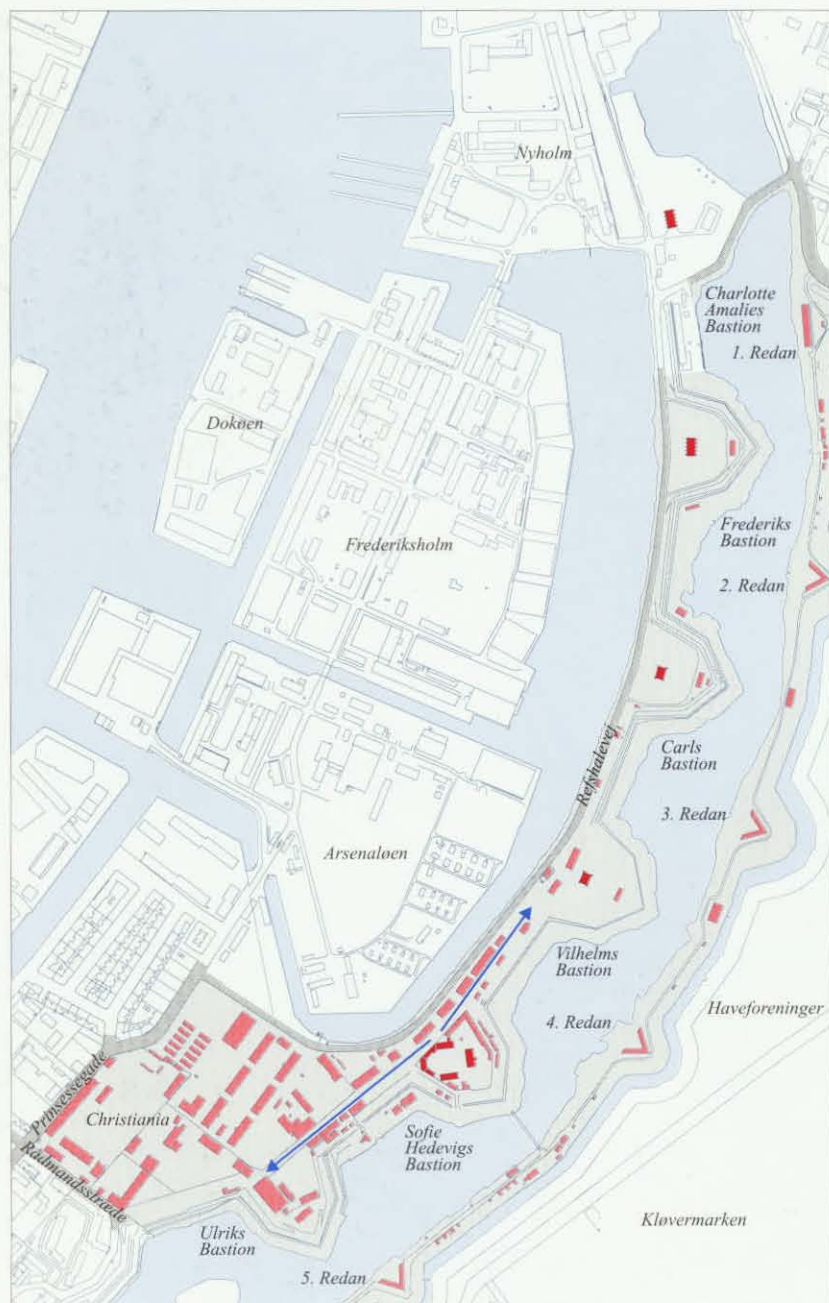 Nyholm
Charlotte
Amalies
Bastion
1. Redan
Dokøen
Frederiksholm
Frederiks
Bastion
2. Redan
Refshalevej
Carls
Bastion
3. Redan
Arsenaløen
Vilhelms
Bastion
4. Redan
Haveforeninger
Prinsessegade
Christiania
Rådmandsstræde
Sofie
Hedevigs
Bastion
Ulriks
Bastion
Kløvermarken
5. Redan